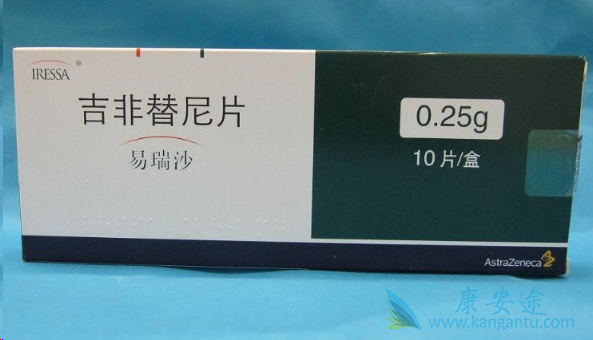 IRESSA®
吉非替尼片
易瑞沙
0.25g
10片/盒
AstraZeneca
康安途
www.kangantu.com